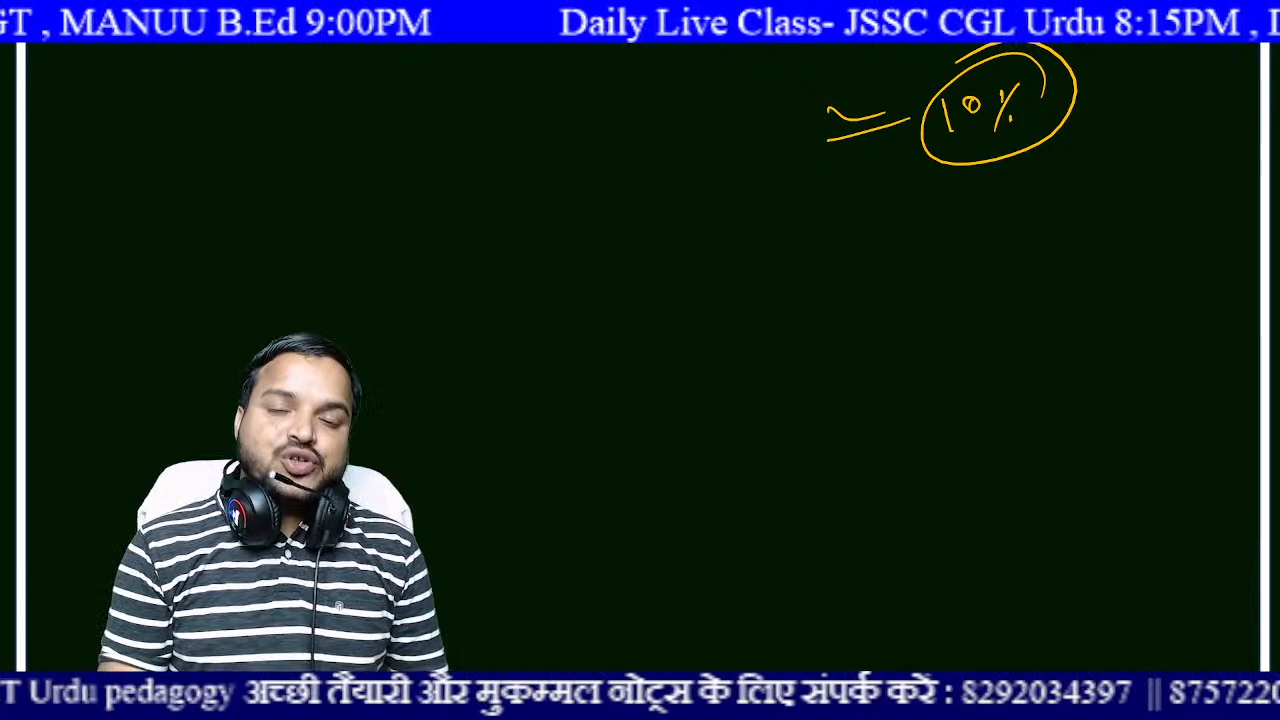 GT , MANUU B.Ed 9:00PM Daily Live Class- JSSC CGL Urdu 8:15PM ,
≃ 10%
T Urdu pedagogy अच्छी तैयारी और मुकम्मल नोट्स के लिए संपर्क करें : 8292034397 || 8757220